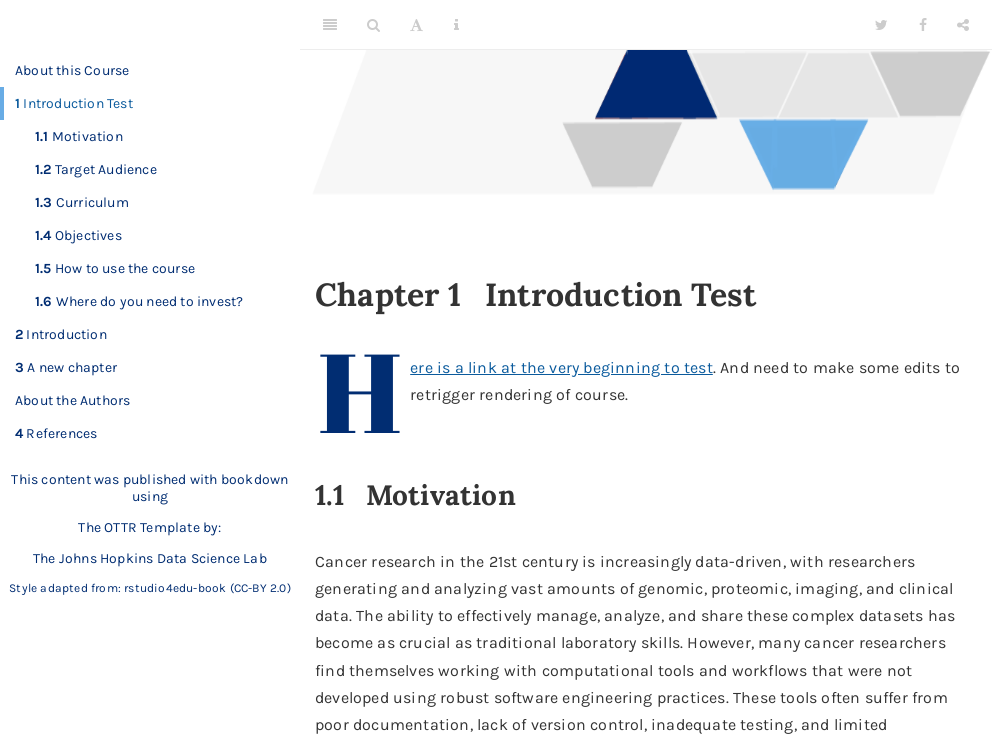 About this Course
1 Introduction Test
1.1 Motivation
1.2 Target Audience
1.3 Curriculum
1.4 Objectives
1.5 How to use the course
1.6 Where do you need to invest?
2 Introduction
3 A new chapter
About the Authors
4 References
This content was published with bookdown
using
The OTTR Template by:
The Johns Hopkins Data Science Lab
Style adapted from: rstudio4edu-book (CC-BY 2.0)
Chapter 1 Introduction Test
Here is a link at the very beginning to test. And need to make some edits to
retrigger rendering of course.
1.1 Motivation
Cancer research in the 21st century is increasingly data-driven, with researchers
generating and analyzing vast amounts of genomic, proteomic, imaging, and clinical
data. The ability to effectively manage, analyze, and share these complex datasets has
become as crucial as traditional laboratory skills. However, many cancer researchers
find themselves working with computational tools and workflows that were not
developed using robust software engineering practices. These tools often suffer from
poor documentation, lack of version control, inadequate testing, and limited